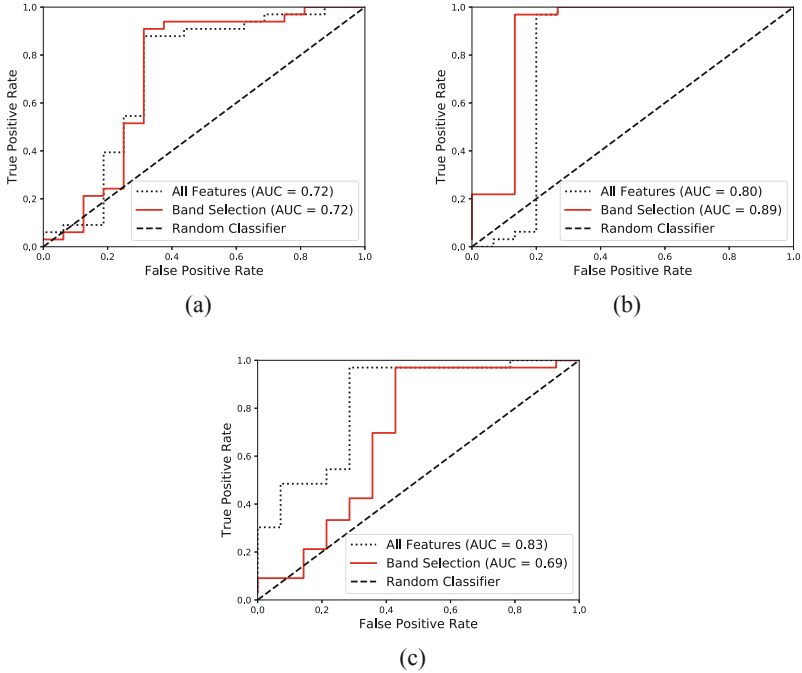 1.0
0.8
0.6
0.4
0.2
0.0
True Positive Rate
All Features (AUC = 0.72)
Band Selection (AUC = 0.72)
Random Classifier
0.0 0.2 0.4 0.6 0.8 1.0
False Positive Rate
(a)
1.0
0.8
0.6
0.4
0.2
0.0
True Positive Rate
All Features (AUC = 0.80)
Band Selection (AUC = 0.89)
Random Classifier
0.0 0.2 0.4 0.6 0.8 1.0
False Positive Rate
(b)
1.0
0.8
0.6
0.4
0.2
0.0
True Positive Rate
All Features (AUC = 0.83)
Band Selection (AUC = 0.69)
Random Classifier
0.0 0.2 0.4 0.6 0.8 1.0
False Positive Rate
(c)